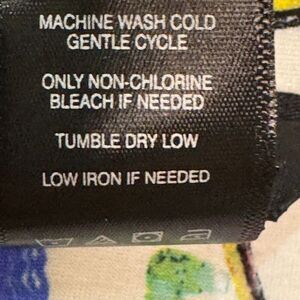 MACHINE WASH COLD
GENTLE CYCLE
ONLY NON-CHLORINE
BLEACH IF NEEDED
TUMBLE DRY LOW
LOW IRON IF NEEDED